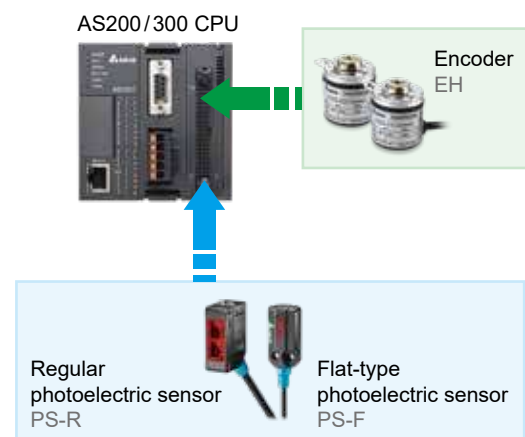 AS200/300 CPU
Encoder
EH
Regular
photoelectric sensor
PS-R
Flat-type
photoelectric sensor
PS-F